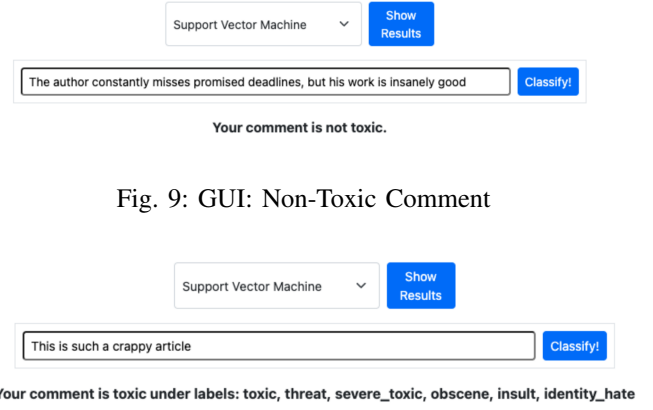 Support Vector Machine
Show
Results
The author constantly misses promised deadlines, but his work is insanely good
Classify!
Your comment is not toxic.
Fig. 9: GUI: Non-Toxic Comment
Support Vector Machine
Show
Results
This is such a crappy article
Classify!
Your comment is toxic under labels: toxic, threat, severe_toxic, obscene, insult, identity_hate